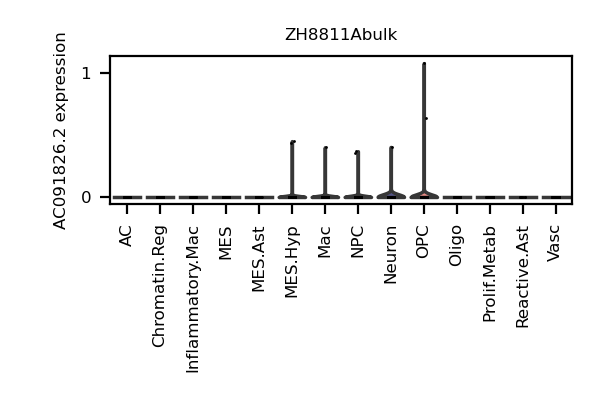 ZH8811Abulk
AC091826.2 expression
1
0
AC
Chromatin.Reg
Inflammatory.Mac
MES
MES.Ast
MES.Hyp
Mac
NPC
Neuron
OPC
Oligo
Prolif.Metab
Reactive.Ast
Vasc